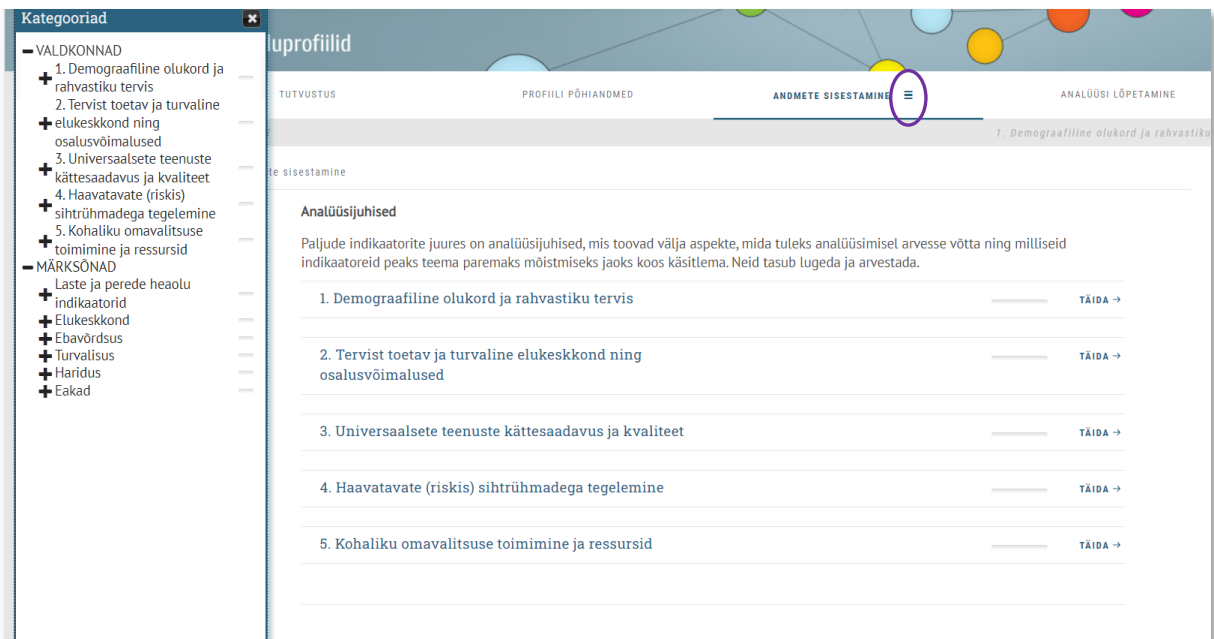 Kategooriad
VALDKONNAD
1. Demograafiline olukord ja
rahvastiku tervis
2. Tervist toetav ja turvaline
elukeskkond ning
osalusvõimalused
3. Universaalsete teenuste
kättesaadavus ja kvaliteet
4. Haavatavate (riskis)
sihtrühmadega tegelemine
5. Kohaliku omavalitsuse
toimimine ja ressursid
MÄRKSÕNAD
Laste ja perede heaolu
indikaatorid
Elukeskkond
Ebavõrdsus
Turvalisus
Haridus
Eakad
luprofiilid
TUTVUSTUS PROFIILI PÕHIANDMED ANDMETE SISESTAMINE ANALÜÜSI LÕPETAMINE
1. Demograafiline olukord ja rahvastiku
te sisestamine
Analüüsijuhised
Paljude indikaatorite juures on analüüsijuhised, mis toovad välja aspekte, mida tuleks analüüsimisel arvesse võtta ning milliseid
indikaatoreid peaks teema paremaks mõistmiseks jaoks koos käsitlema. Neid tasub lugeda ja arvestada.
1. Demograafiline olukord ja rahvastiku tervis TÄIDA →
2. Tervist toetav ja turvaline elukeskkond ning TÄIDA →
osalusvõimalused
3. Universaalsete teenuste kättesaadavus ja kvaliteet TÄIDA →
4. Haavatavate (riskis) sihtrühmadega tegelemine TÄIDA →
5. Kohaliku omavalitsuse toimimine ja ressursid TÄIDA →